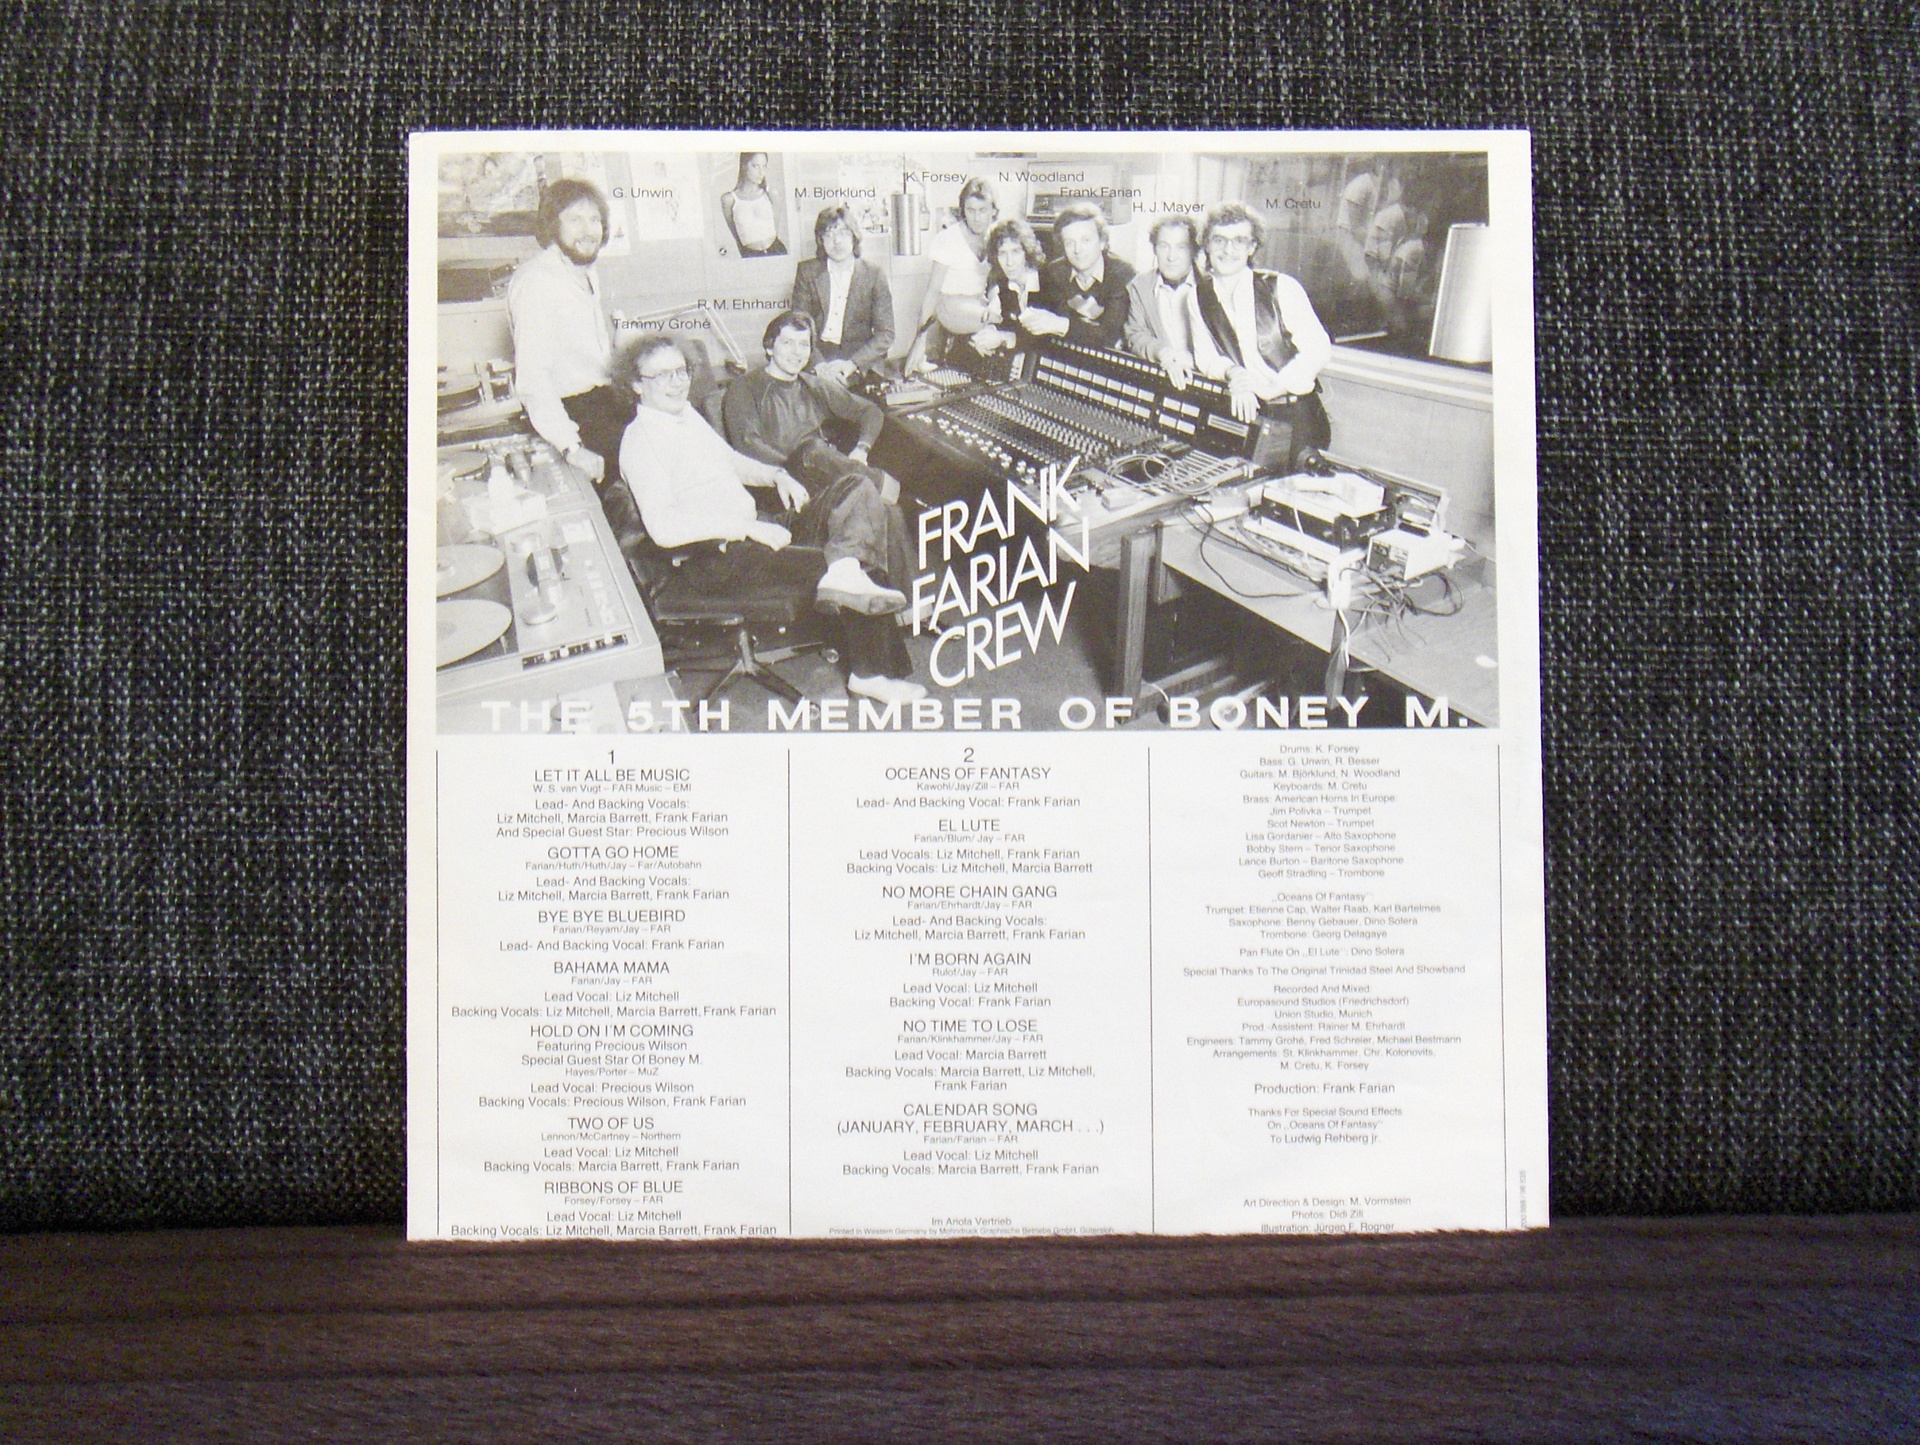 G. Unwin
M. Björklund
K. Forsey
N. Woodland
Frank Farian
H. J. Mayer
M. Cretu
R. M. Ehrhardt
Tammy Grohé
FRANK
FARIAN
CREW
THE 5TH MEMBER OF BONEY M.
1
LET IT ALL BE MUSIC
W. S. van Vugt – FAR Music – EMI
Lead- And Backing Vocals:
Liz Mitchell, Marcia Barrett, Frank Farian
And Special Guest Star: Precious Wilson
GOTTA GO HOME
Farian/Huth/Huth/Jay – Far/Autobahn
Lead- And Backing Vocals:
Liz Mitchell, Marcia Barrett, Frank Farian
BYE BYE BLUEBIRD
Farian/Reyam/Jay – FAR
Lead- And Backing Vocal: Frank Farian
BAHAMA MAMA
Farian/Jay – FAR
Lead Vocal: Liz Mitchell
Backing Vocals: Liz Mitchell, Marcia Barrett, Frank Farian
HOLD ON I'M COMING
Featuring Precious Wilson
Special Guest Star Of Boney M.
Hayes/Porter – MuZ
Lead Vocal: Precious Wilson
Backing Vocals: Precious Wilson, Frank Farian
TWO OF US
Lennon/McCartney – Northern
Lead Vocal: Liz Mitchell
Backing Vocals: Marcia Barrett, Frank Farian
RIBBONS OF BLUE
Forsey/Forsey – FAR
Lead Vocal: Liz Mitchell
Backing Vocals: Liz Mitchell, Marcia Barrett, Frank Farian
2
OCEANS OF FANTASY
Kawohl/Jay/Zill – FAR
Lead- And Backing Vocal: Frank Farian
EL LUTE
Farian/Blum/Jay – FAR
Lead Vocals: Liz Mitchell, Frank Farian
Backing Vocals: Liz Mitchell, Marcia Barrett
NO MORE CHAIN GANG
Farian/Ehrhardt/Jay – FAR
Lead- And Backing Vocals:
Liz Mitchell, Marcia Barrett, Frank Farian
I'M BORN AGAIN
Rulof/Jay – FAR
Lead Vocal: Liz Mitchell
Backing Vocal: Frank Farian
NO TIME TO LOSE
Farian/Klinkhammer/Jay – FAR
Lead Vocal: Marcia Barrett
Backing Vocals: Marcia Barrett, Liz Mitchell,
Frank Farian
CALENDAR SONG
(JANUARY, FEBRUARY, MARCH . . .)
Farian/Farian – FAR
Lead Vocal: Liz Mitchell
Backing Vocals: Marcia Barrett, Frank Farian
Im Ariola Vertrieb
Printed in Western Germany by Mohndruck Graphische Betriebe GmbH, Gütersloh
Drums: K. Forsey
Bass: G. Unwin, R. Besser
Guitars: M. Björklund, N. Woodland
Keyboards: M. Cretu
Brass: American Horns In Europe:
Jim Polivka – Trumpet
Scot Newton – Trumpet
Lisa Gordanier – Alto Saxophone
Bobby Stern – Tenor Saxophone
Lance Burton – Baritone Saxophone
Geoff Stradling – Trombone
„Oceans Of Fantasy"
Trumpet: Etienne Cap, Walter Raab, Karl Bartelmes
Saxophone: Benny Gebauer, Dino Solera
Trombone: Georg Delagaye
Pan Flute On „El Lute": Dino Solera
Special Thanks To The Original Trinidad Steel And Showband
Recorded And Mixed
Europasound Studios (Friedrichsdorf)
Union Studio, Munich
Prod.-Assistent: Rainer M. Ehrhardt
Engineers: Tammy Grohé, Fred Schreier, Michael Bestmann
Arrangements: St. Klinkhammer, Chr. Kolonovits,
M. Cretu, K. Forsey
Production: Frank Farian
Thanks For Special Sound Effects
On „Oceans Of Fantasy"
To Ludwig Rehberg jr.
Art Direction & Design: M. Vormstein
Photos: Didi Zill
Illustration: Jürgen F. Rogner